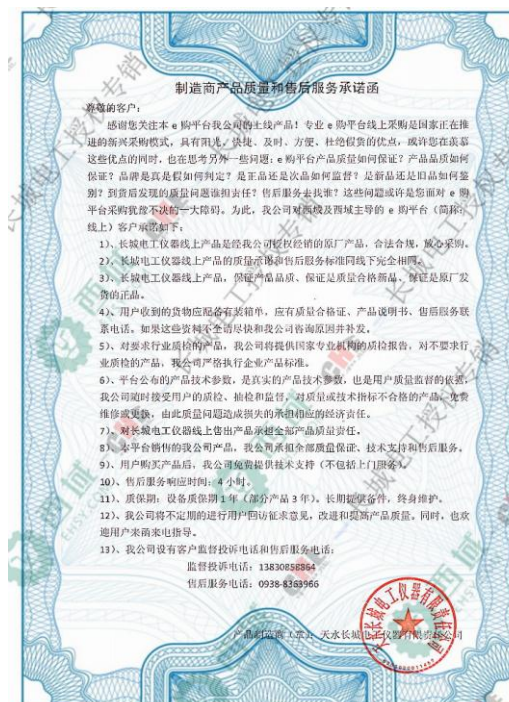 制造商产品质量和售后服务承诺函
尊敬的客户：
感谢您关注本 e 购平台我公司的上线产品！专业 e 购平台线上采购是国家正在推
进的新兴采购模式，具有阳光、快捷、及时、方便、杜绝假货的优点，或许您在羡慕
这些优点的同时，也在思考另外一些问题：e 购平台产品质量如何保证？产品品质如何
保证？品牌是真是假如何判定？是正品还是次品如何监督？是新品还是旧品如何鉴
别？到货后发现的质量问题谁担责任？售后服务去找谁？这些问题或许是您面对 e 购
平台采购犹豫不决的一大障码。为此，我公司对西域及西域主导的 e 购平台（简称：
线上）客户承诺如下：
1）、长城电工仪器线上产品是经我公司授权经销的原厂产品，合法合规，放心采购。
2）、长城电工仪器线上产品的质量承诺和售后服务标准同线下完全相同。
3）、长城电工仪器线上产品，保证产品品质、保证是质量合格新品、保证是原厂发
货的正品。
4）、用户收到的货物应配备有装箱单，应有质量合格证、产品说明书、售后服务联
系电话。如果这些资料不全请尽快和我公司咨询原因并补发。
5）、对要求行业质检的产品，我公司将提供国家专业机构的质检报告，对不要求行
业质检的产品，我公司严格执行企业产品标准。
6）、平台公布的产品技术参数，是真实的产品技术参数，也是用户质量监督的依据，
我公司随时接受用户的质检、抽检和监督，对质量或技术指标不合格的产品，免费
维修或更换，由此质量问题造成损失的承担相应的经济责任。
7）、对长城电工仪器线上售出产品承担全部产品质量责任。
8）、本平台销售的我公司产品，我公司承担全部质量保证、技术支持和售后服务。
9）、用户购买产品后，我公司免费提供技术支持（不包括上门服务）。
10）、售后服务响应时间：4 小时。
11）、质保期：设备质保期 1 年（部分产品 3 年）。长期提供备件，终身维护。
12）、我公司将不定期的进行用户回访征求意见，改进和提高产品质量。同时，也欢
迎用户来函来电指导。
13）、我公司设有客户监督投诉电话和售后服务电话：
监督投诉电话：13830858864
售后服务电话：0938-8363966
产品制造商（章）：天水长城电工仪器有限责任公司
天水长城电工仪器有限责任公司
长城电工授权专销
西域
EHSY.COM